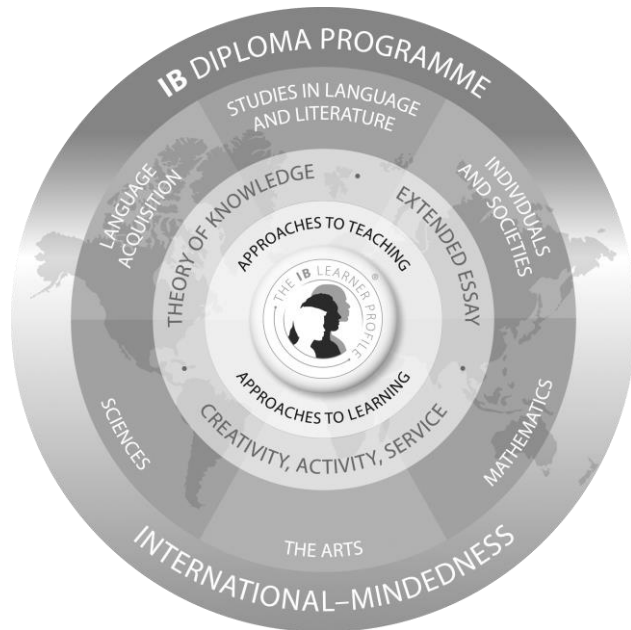 IB DIPLOMA PROGRAMME
STUDIES IN LANGUAGE
AND LITERATURE
LANGUAGE
ACQUISITION
INDIVIDUALS
AND SOCIETIES
THEORY OF KNOWLEDGE
EXTENDED ESSAY
APPROACHES TO TEACHING
• THE IB LEARNER PROFILE •
®
APPROACHES TO LEARNING
CREATIVITY, ACTIVITY, SERVICE
SCIENCES
MATHEMATICS
THE ARTS
INTERNATIONAL–MINDEDNESS